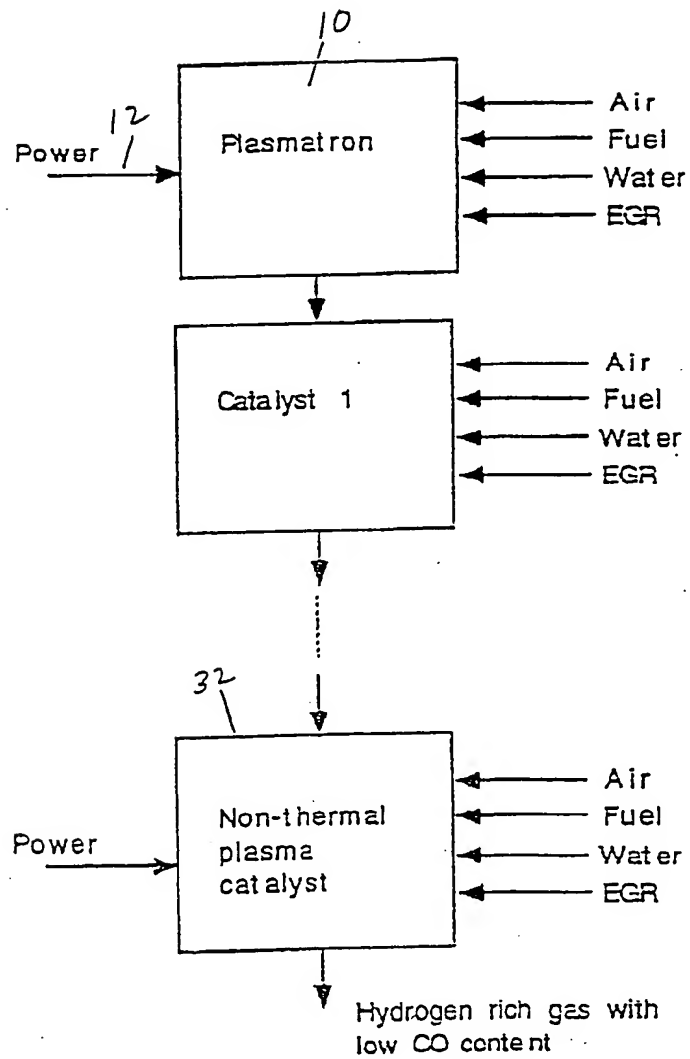 10
12
Power
Plasmatron
Air
Fuel
Water
EGR
Catalyst 1
Air
Fuel
Water
EGR
32
Power
Non-thermal
plasma
catalyst
Air
Fuel
Water
EGR
Hydrogen rich gas with
low CO content